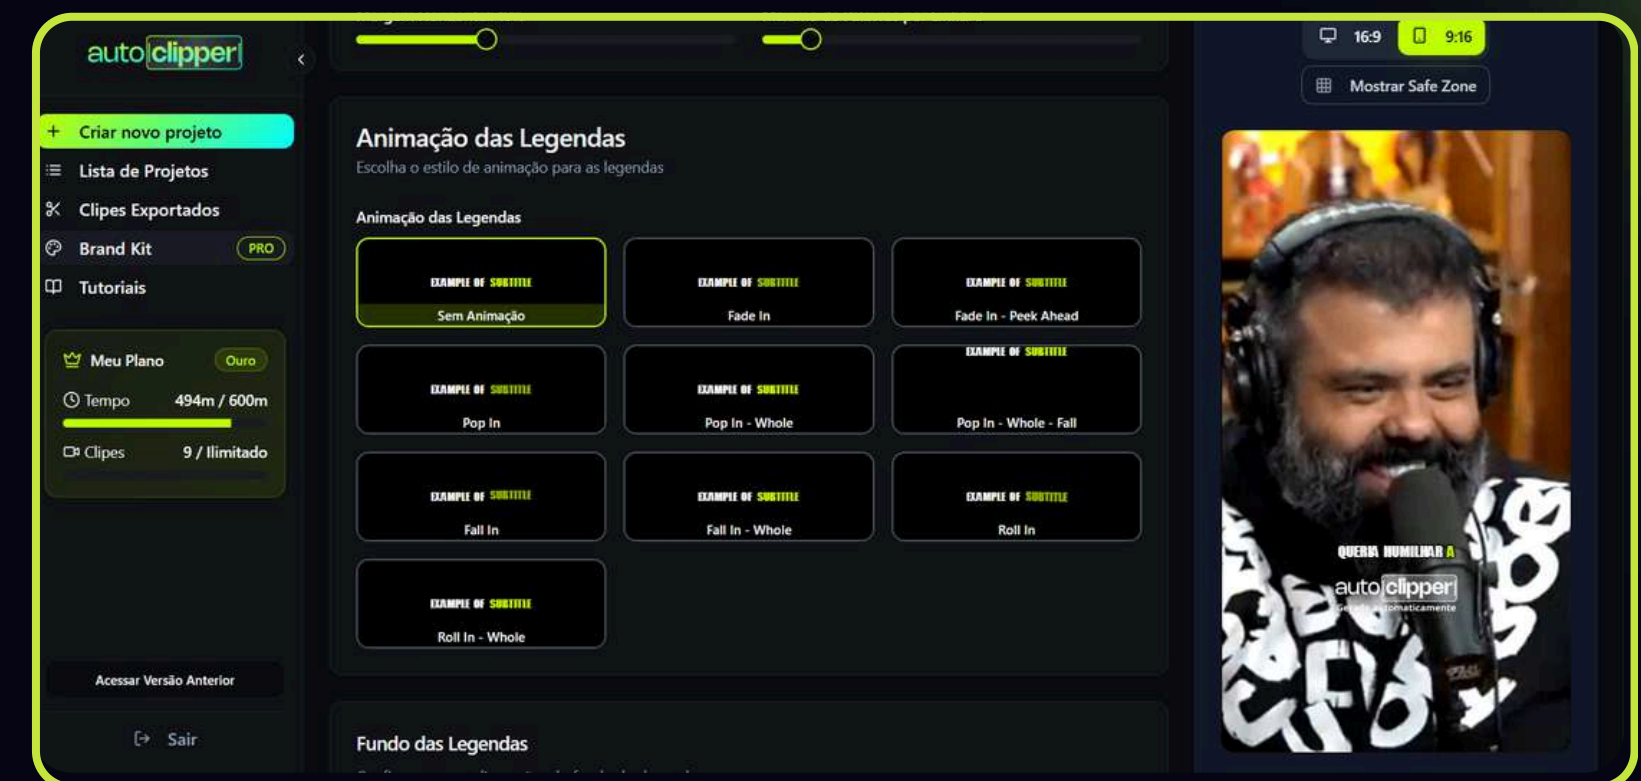 autoclipper
Criar novo projeto
Lista de Projetos
Clipes Exportados
Brand Kit
PRO
Tutoriais
Meu Plano
Ouro
Tempo
494m / 600m
Clipes
9 / Ilimitado
Acessar Versão Anterior
Sair
Animação das Legendas
Escolha o estilo de animação para as legendas
Animação das Legendas
EXAMPLE OF SUBTITLE
Sem Animação
EXAMPLE OF SUBTITLE
Fade In
EXAMPLE OF SUBTITLE
Fade In - Peek Ahead
EXAMPLE OF SUBTITLE
Pop In
EXAMPLE OF SUBTITLE
Pop In - Whole
EXAMPLE OF SUBTITLE
Pop In - Whole - Fall
EXAMPLE OF SUBTITLE
Fall In
EXAMPLE OF SUBTITLE
Fall In - Whole
EXAMPLE OF SUBTITLE
Roll In
EXAMPLE OF SUBTITLE
Roll In - Whole
Fundo das Legendas
16:9
9:16
Mostrar Safe Zone
QUERIA HUMILHAR A
autoclipper
Gerado automaticamente